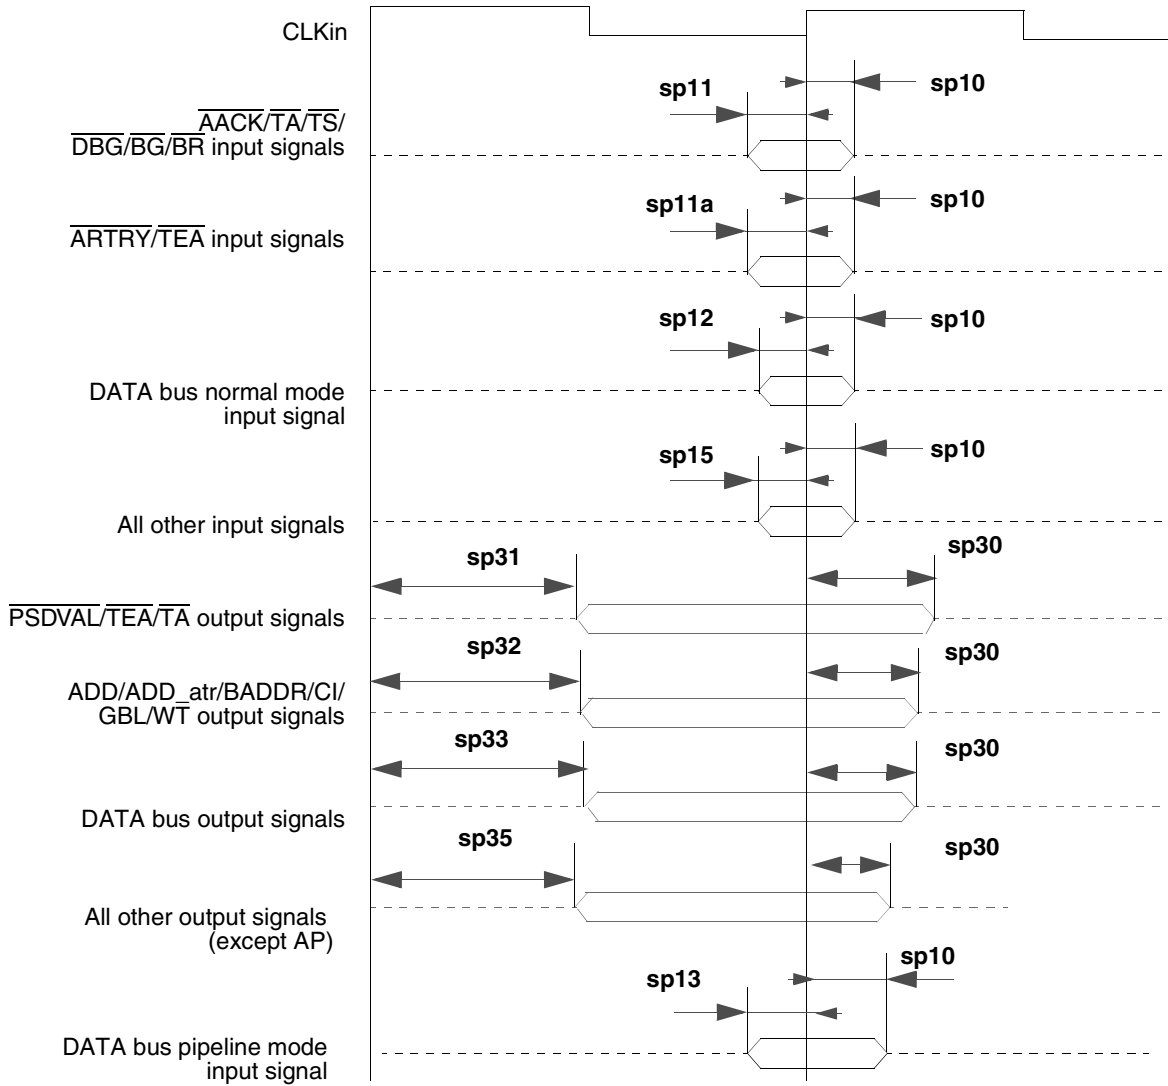 CLKin
sp11
sp10
AACK/TA/TS/
DBG/BG/BR input signals
sp11a
sp10
ARTRY/TEA input signals
sp12
sp10
DATA bus normal mode
input signal
sp15
sp10
All other input signals
sp31
sp30
PSDVAL/TEA/TA output signals
sp32
sp30
ADD/ADD_atr/BADDR/CI/
GBL/WT output signals
sp33
sp30
DATA bus output signals
sp35
sp30
All other output signals
(except AP)
sp13
sp10
DATA bus pipeline mode
input signal